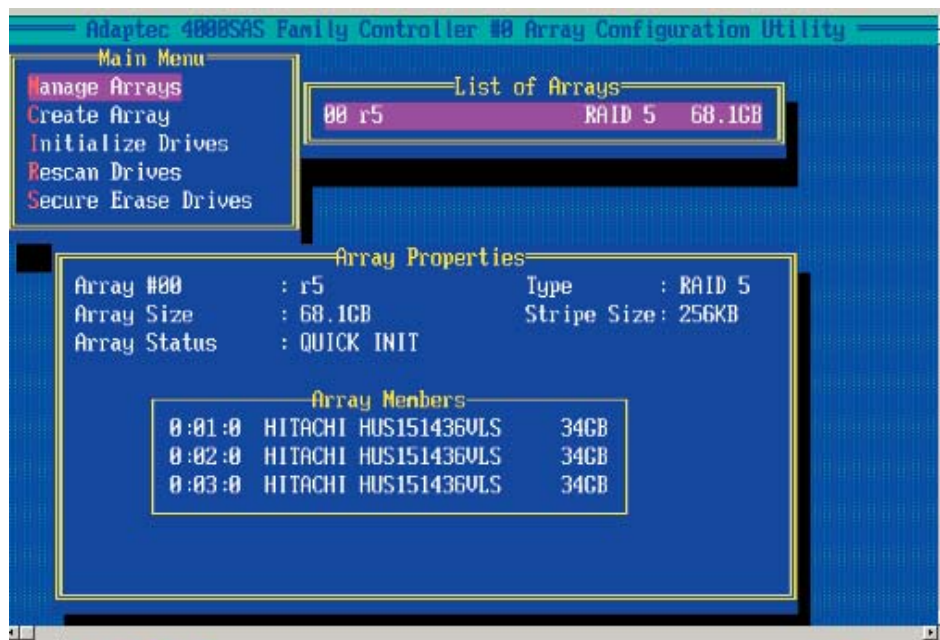 Adaptec 4000SAS Family Controller #0 Array Configuration Utility
Main Menu
Manage Arrays
Create Array
Initialize Drives
Rescan Drives
Secure Erase Drives
List of Arrays
00 r5 RAID 5 68.1GB
Array Properties
Array #00 : r5 Type : RAID 5
Array Size : 68.1GB Stripe Size: 256KB
Array Status : QUICK INIT
Array Members
0:01:0 HITACHI HUS151436VLS 34GB
0:02:0 HITACHI HUS151436VLS 34GB
0:03:0 HITACHI HUS151436VLS 34GB